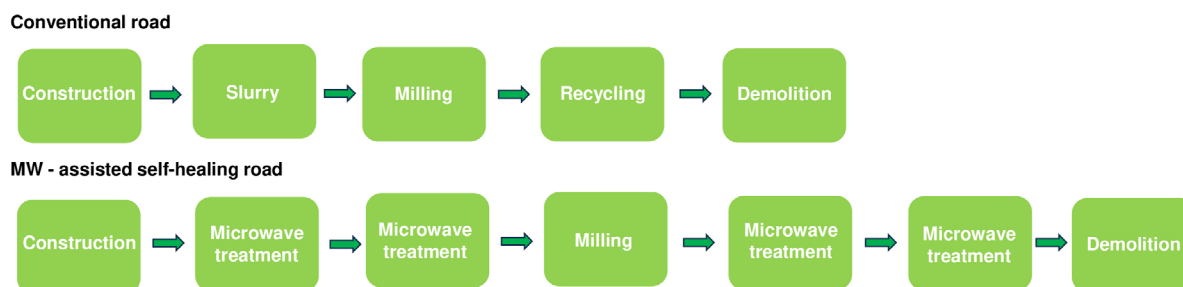 Conventional road
Construction
Slurry
Milling
Recycling
Demolition
MW - assisted self-healing road
Construction
Microwave
treatment
Microwave
treatment
Milling
Microwave
treatment
Microwave
treatment
Demolition